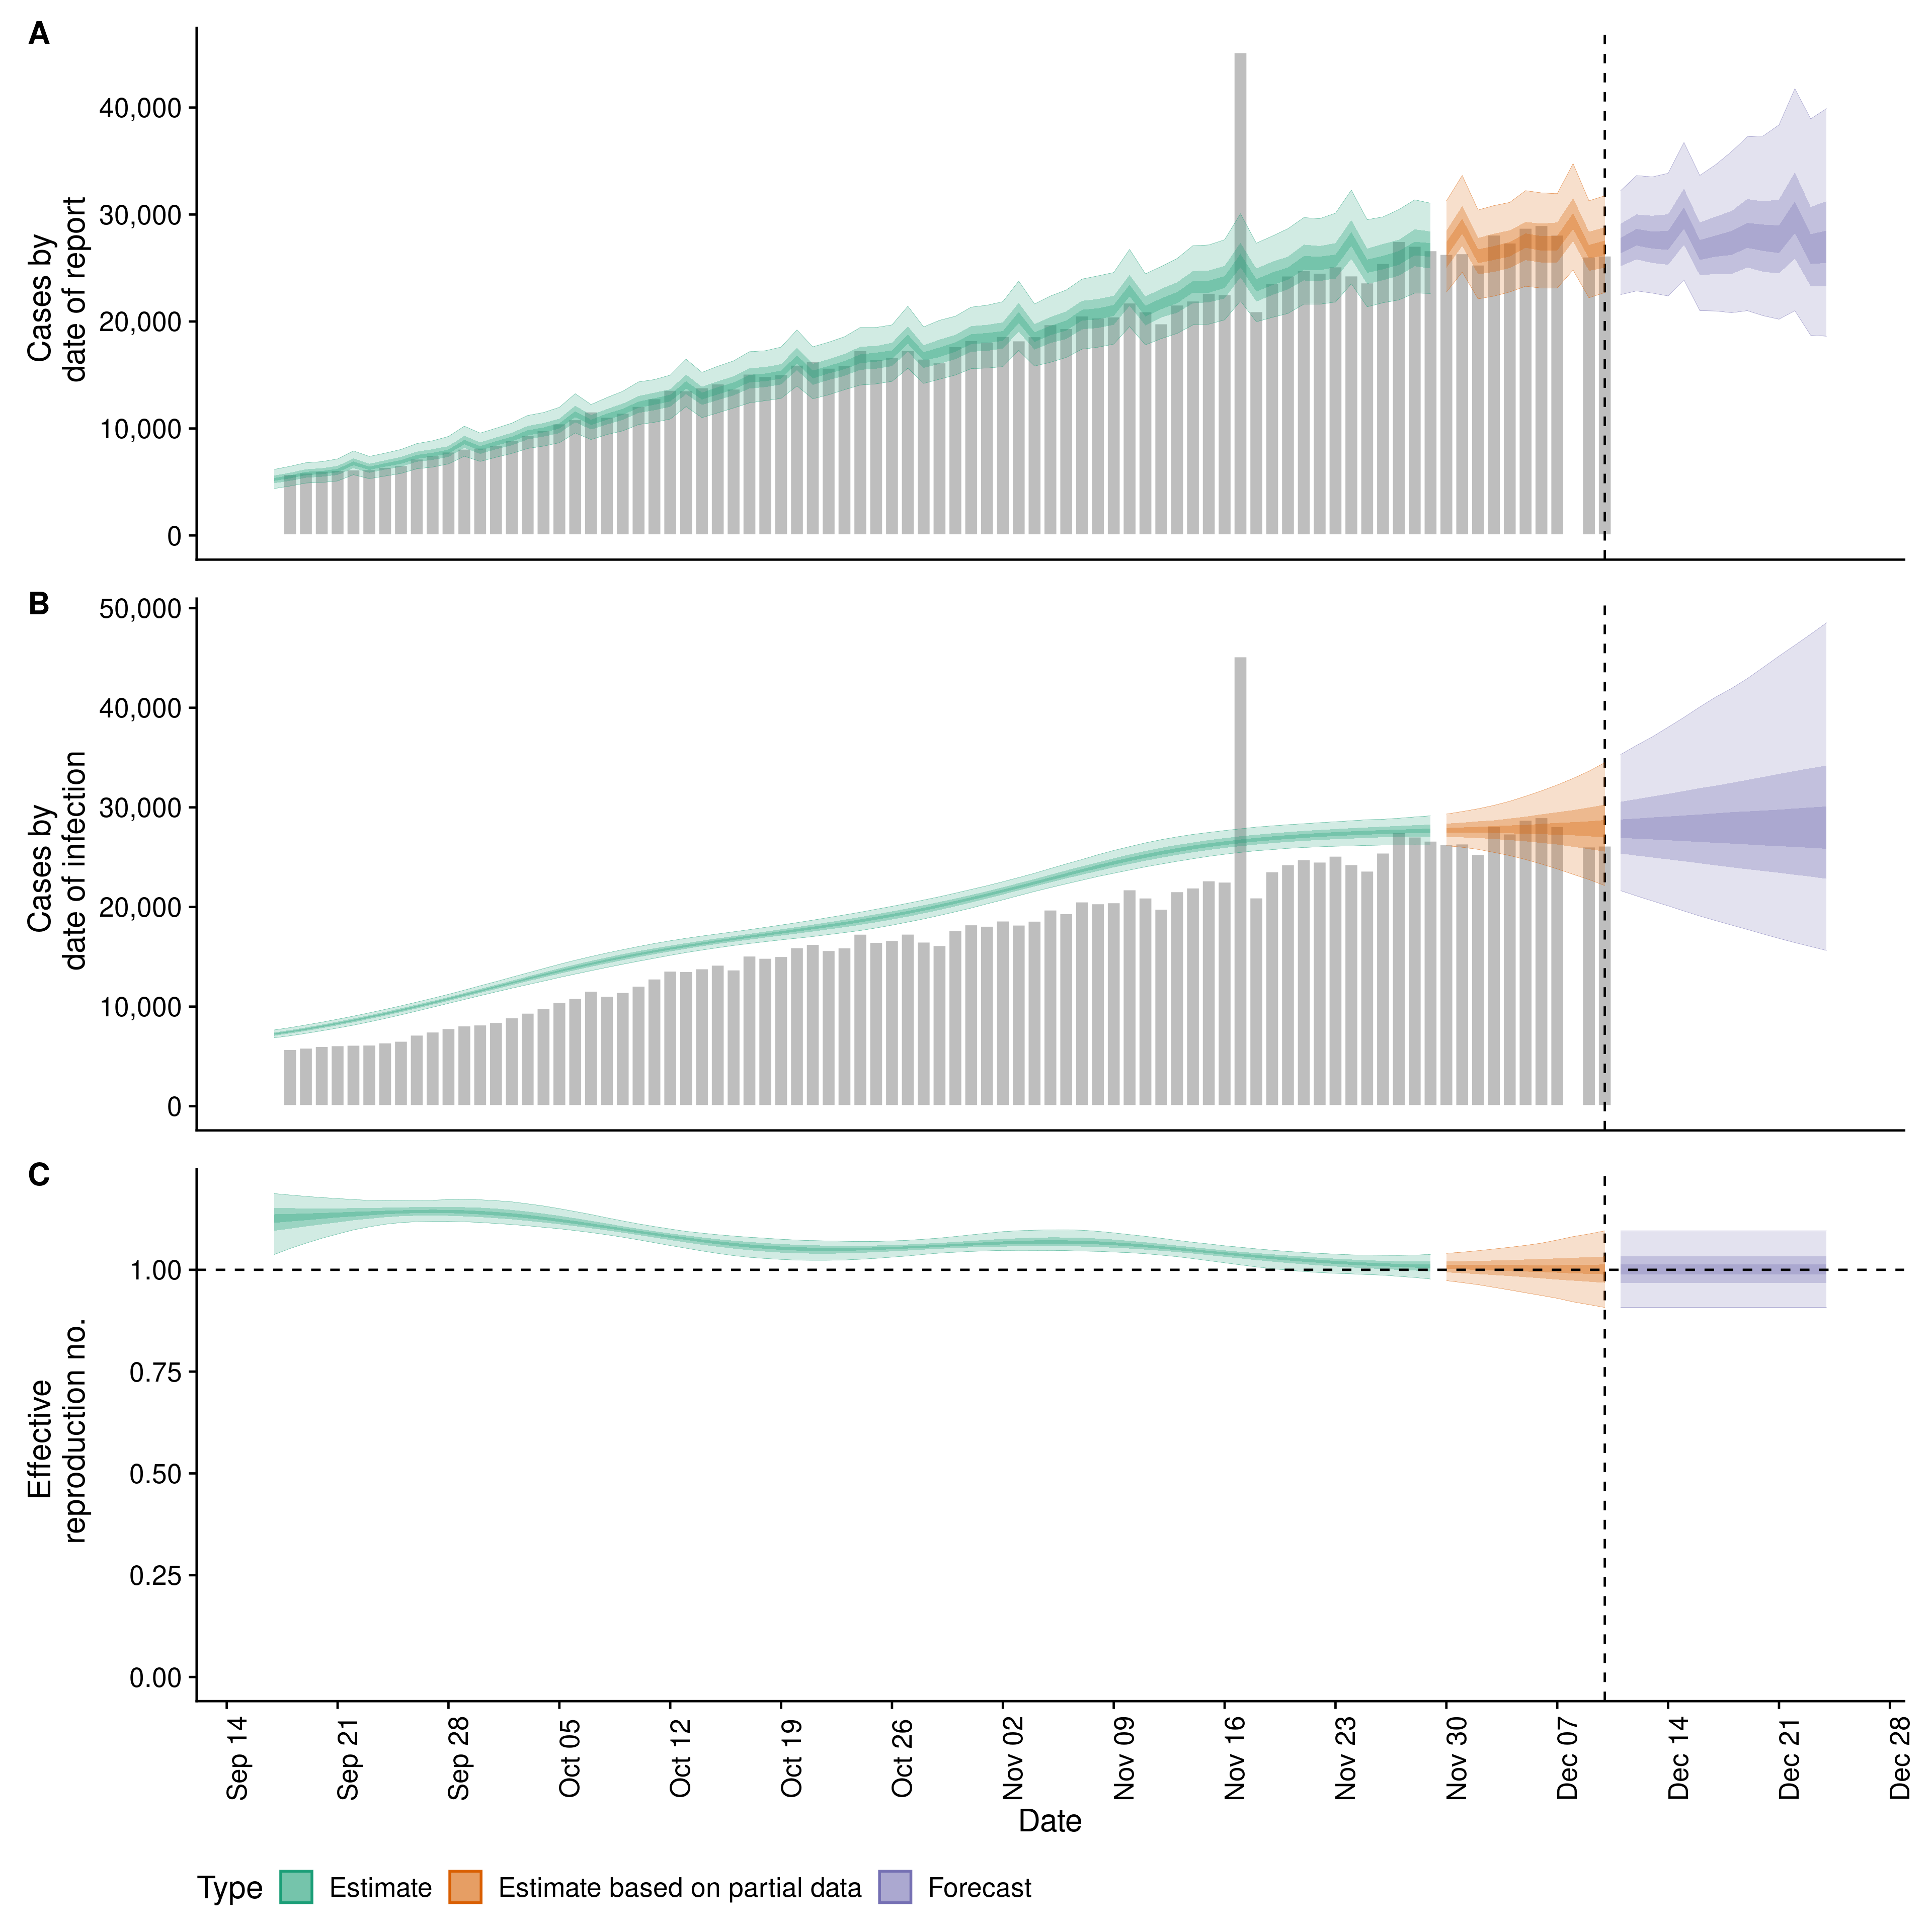 A
Cases by
date of report
40,000
30,000
20,000
10,000
0
B
Cases by
date of infection
50,000
40,000
30,000
20,000
10,000
0
C
Effective
reproduction no.
1.00
0.75
0.50
0.25
0.00
Sep 14
Sep 21
Sep 28
Oct 05
Oct 12
Oct 19
Oct 26
Nov 02
Nov 09
Nov 16
Nov 23
Nov 30
Dec 07
Dec 14
Dec 21
Dec 28
Date
Type Estimate Estimate based on partial data Forecast